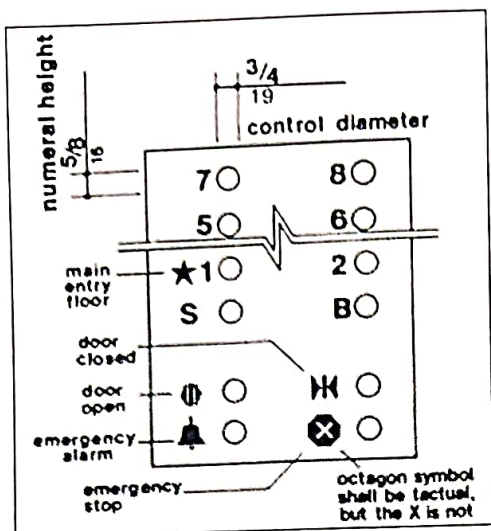 3/4
19
control diameter
numeral height
5/8
16
7 8
5 6
main
entry
floor
★1 2
S B
door
closed
door
open
emergency
alarm
emergency
stop
X
octagon symbol
shall be tactual,
but the X is not